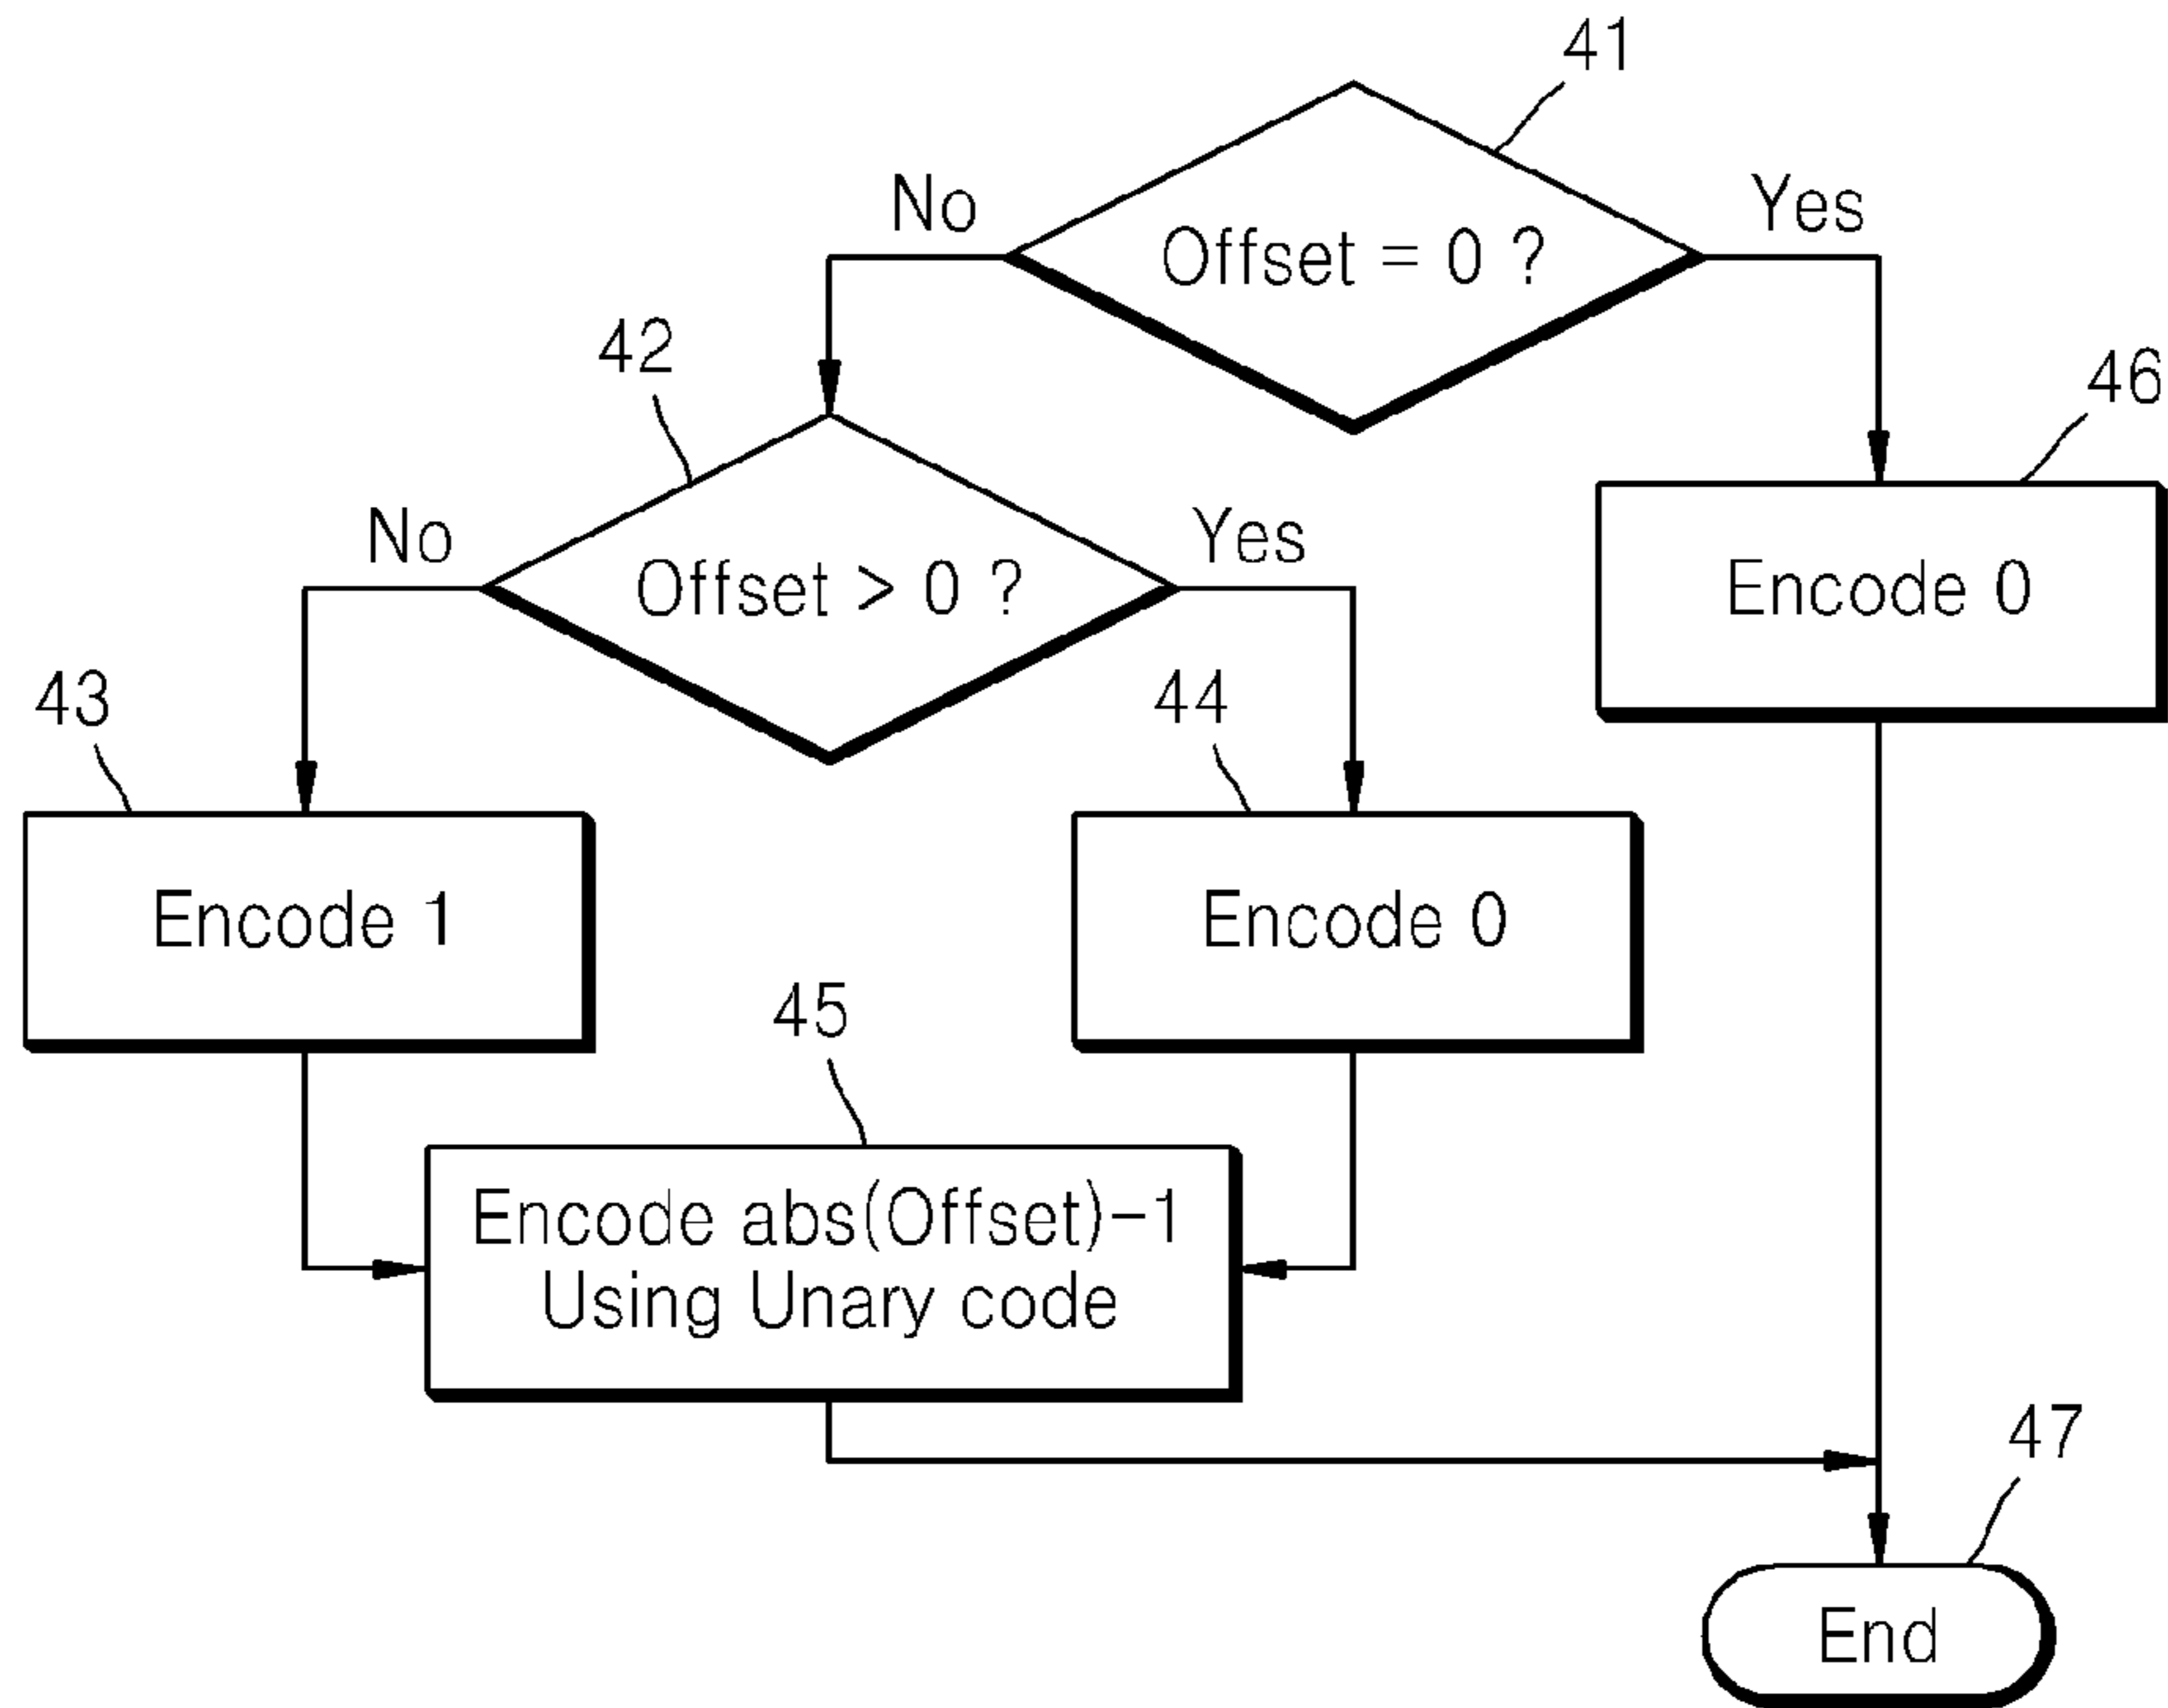 41
No
Yes
Offset = 0 ?
42
46
No
Yes
Offset > 0 ?
Encode 0
43
44
Encode 1
Encode 0
45
Encode abs(Offset)-1
Using Unary code
47
End